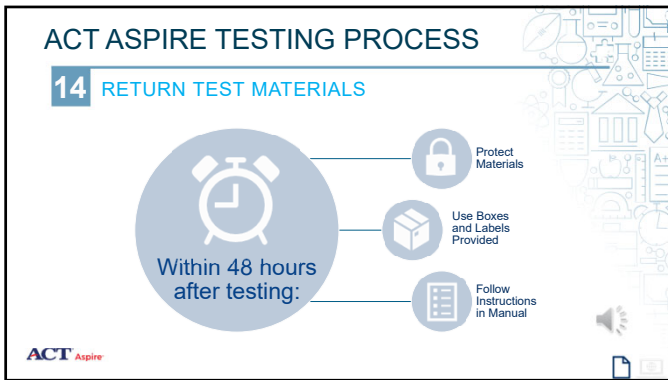 ACT ASPIRE TESTING PROCESS
14 RETURN TEST MATERIALS
Within 48 hours
after testing:
Protect
Materials
Use Boxes
and Labels
Provided
Follow
Instructions
in Manual
ACT Aspire
A+